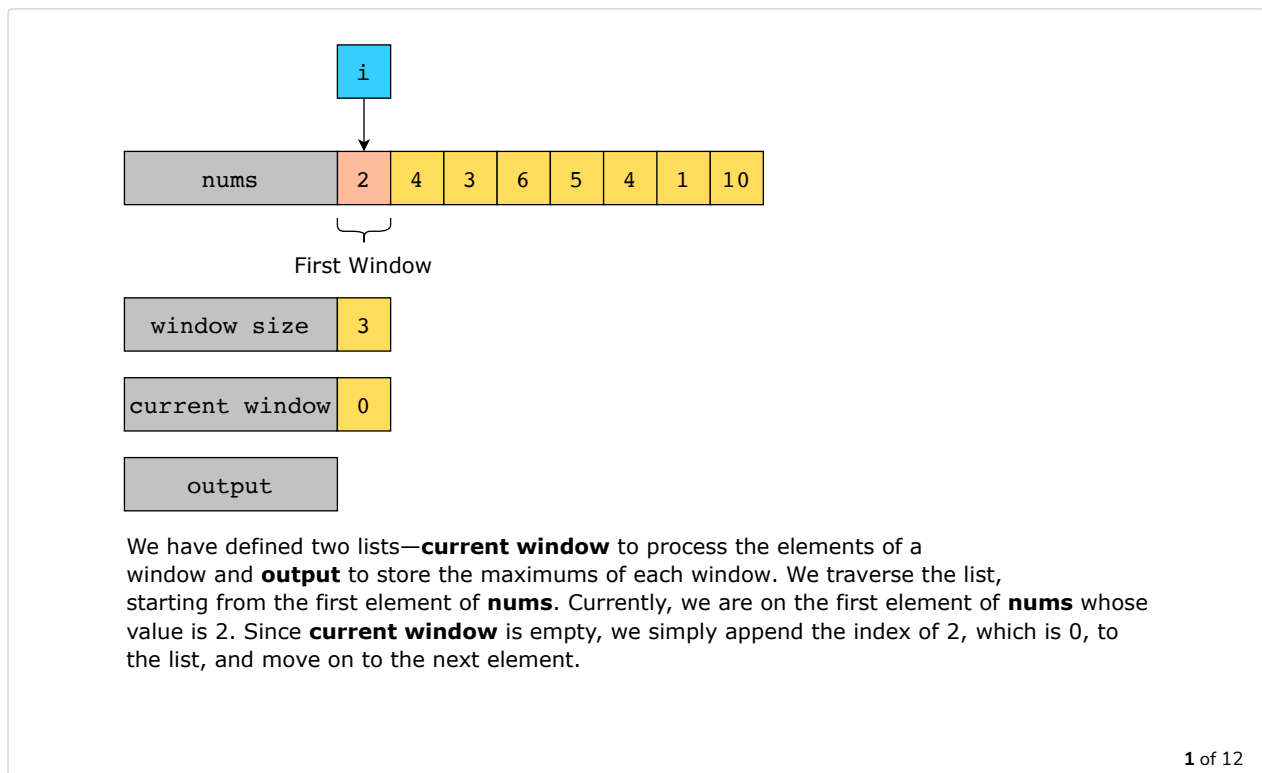 i
nums 2 4 3 6 5 4 1 10
First Window
window size 3
current window 0
output
We have defined two lists—current window to process the elements of a
window and output to store the maximums of each window. We traverse the list,
starting from the first element of nums. Currently, we are on the first element of nums whose
value is 2. Since current window is empty, we simply append the index of 2, which is 0, to
the list, and move on to the next element.
1 of 12